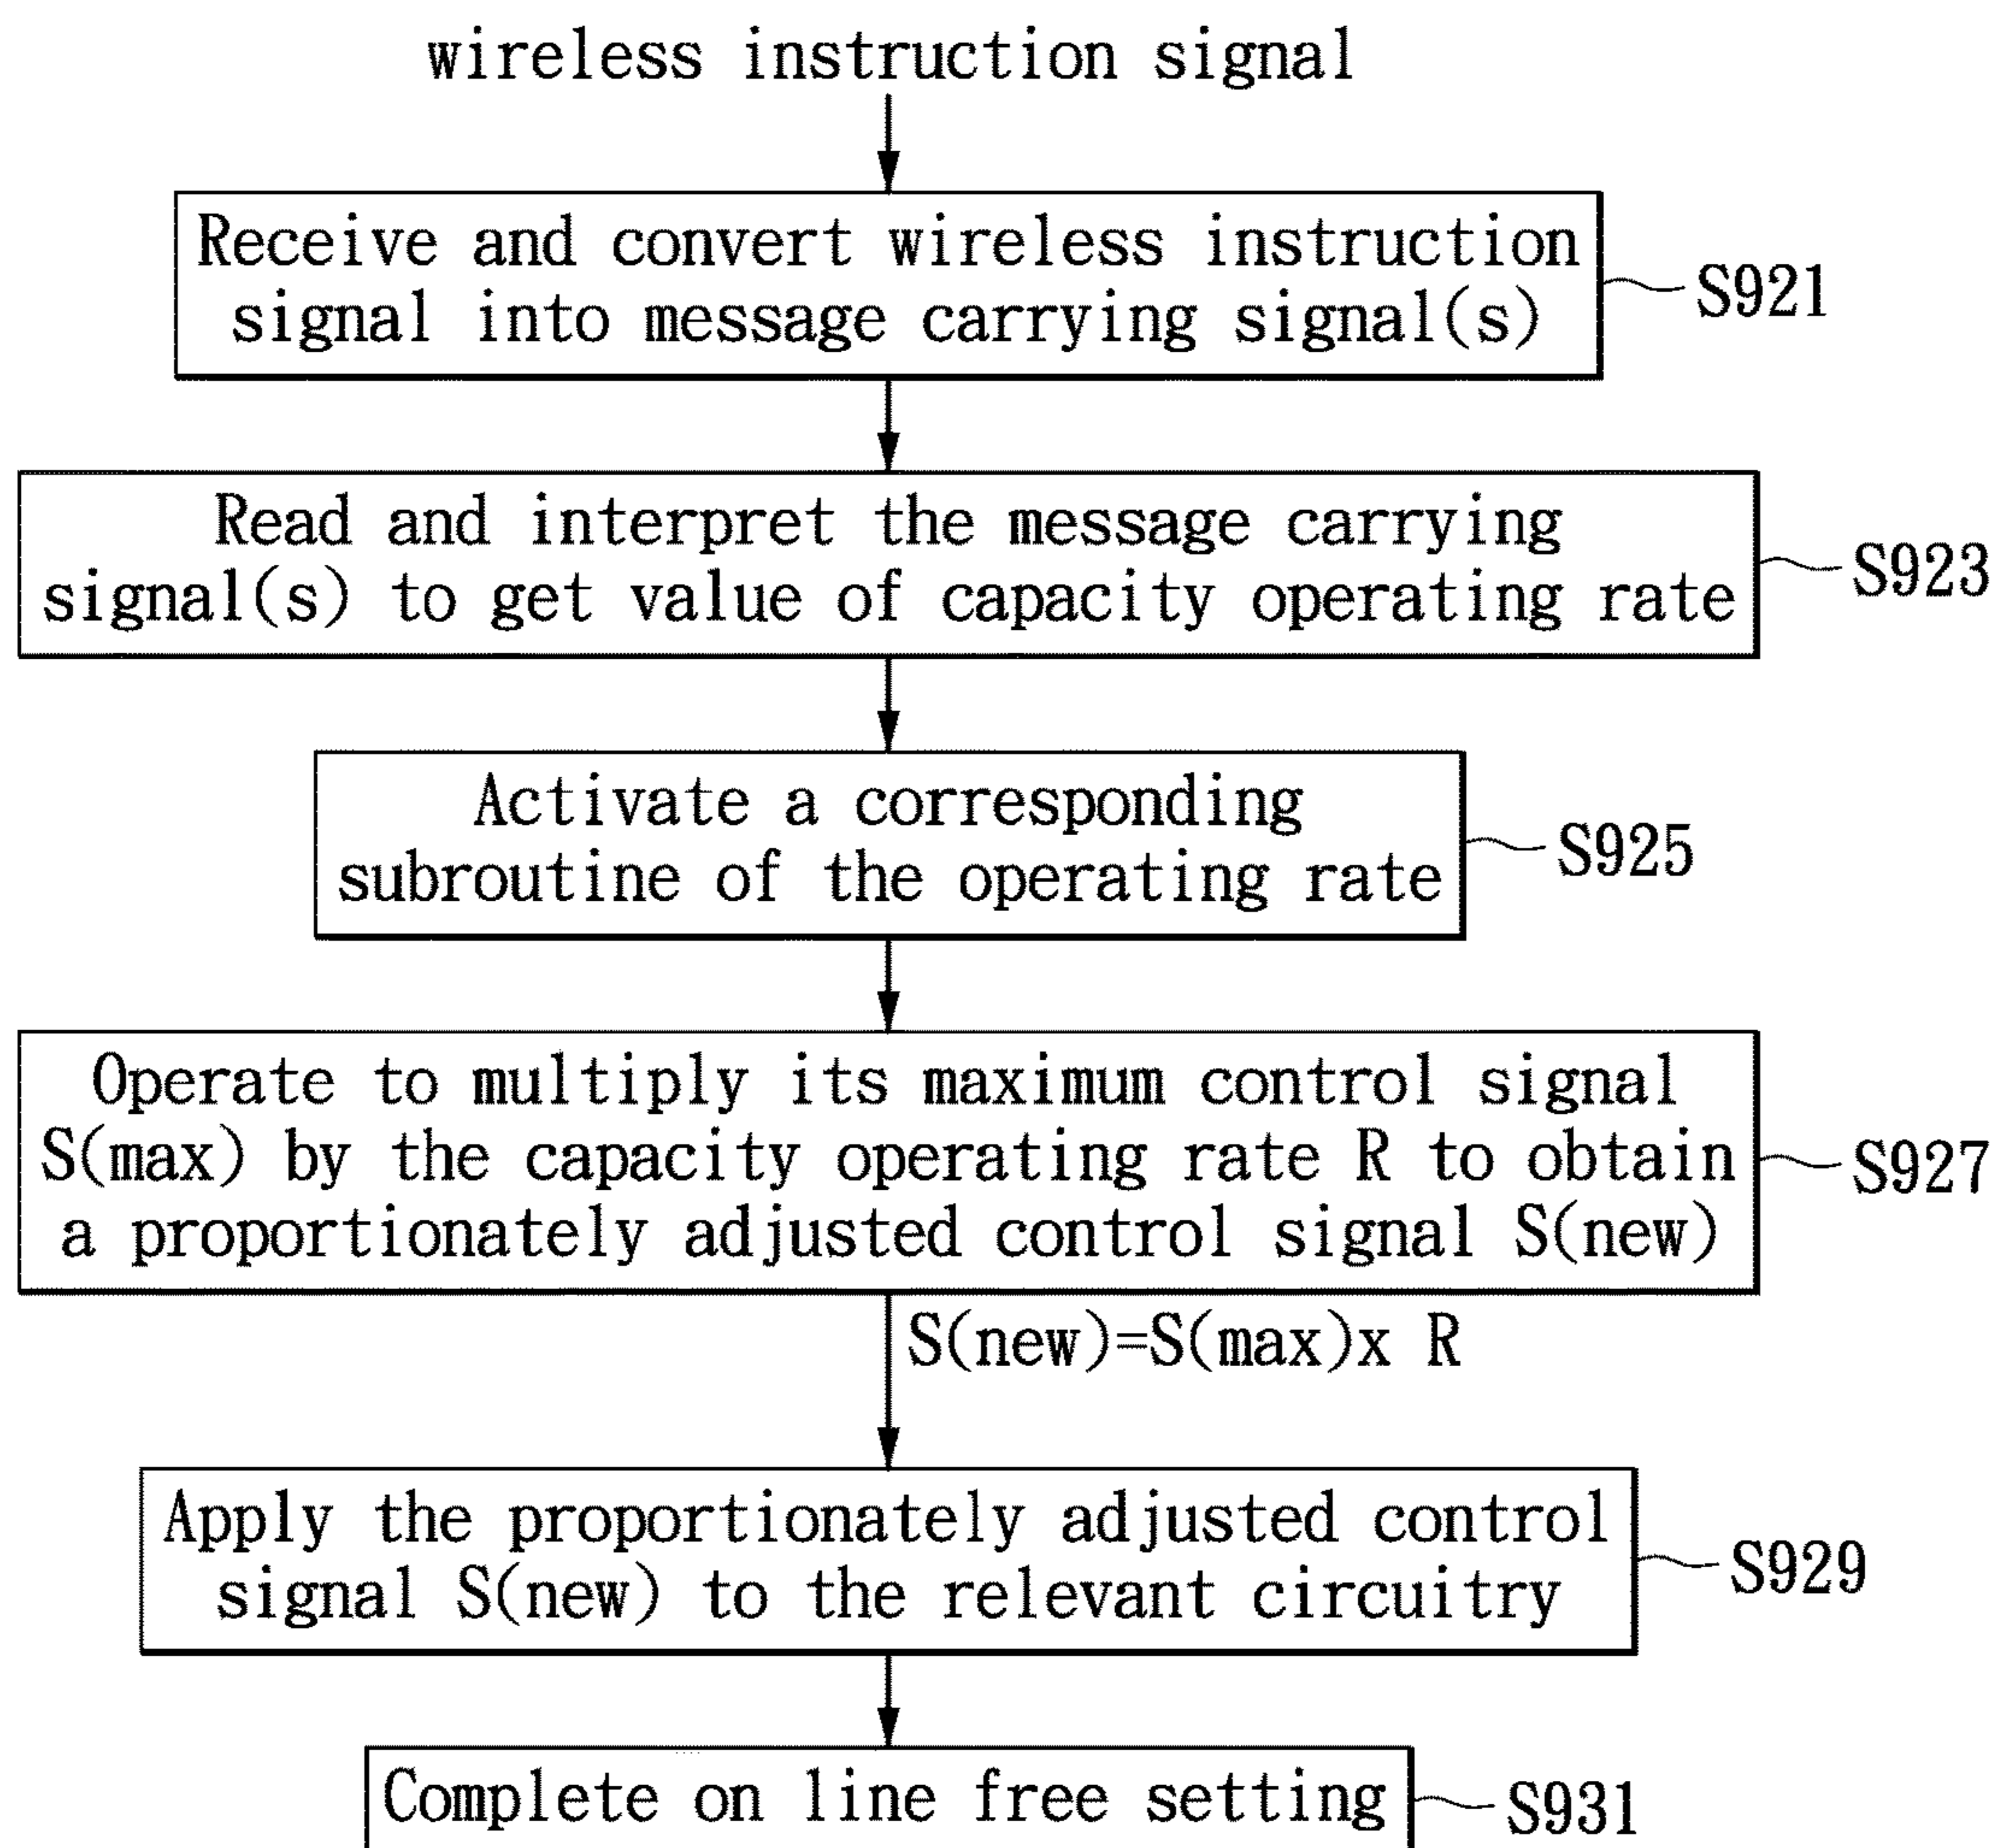 wireless instruction signal
Receive and convert wireless instruction
signal into message carrying signal(s)
S921
Read and interpret the message carrying
signal(s) to get value of capacity operating rate
S923
Activate a corresponding
subroutine of the operating rate
S925
Operate to multiply its maximum control signal
S(max) by the capacity operating rate R to obtain
a proportionately adjusted control signal S(new)
S927
S(new)=S(max)x R
Apply the proportionately adjusted control
signal S(new) to the relevant circuitry
S929
Complete on line free setting
S931